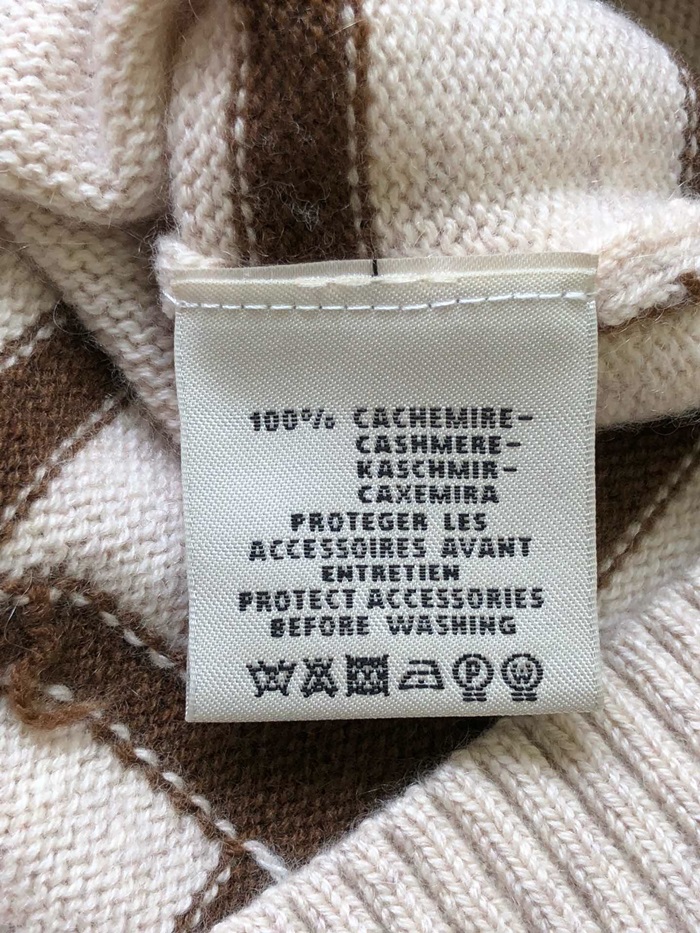 100% CACHEMIRE-
CASHMERE-
KASCHMIR-
CAXEMIRA
PROTEGER LES
ACCESSOIRES AVANT
ENTRETIEN
PROTECT ACCESSORIES
BEFORE WASHING
P W